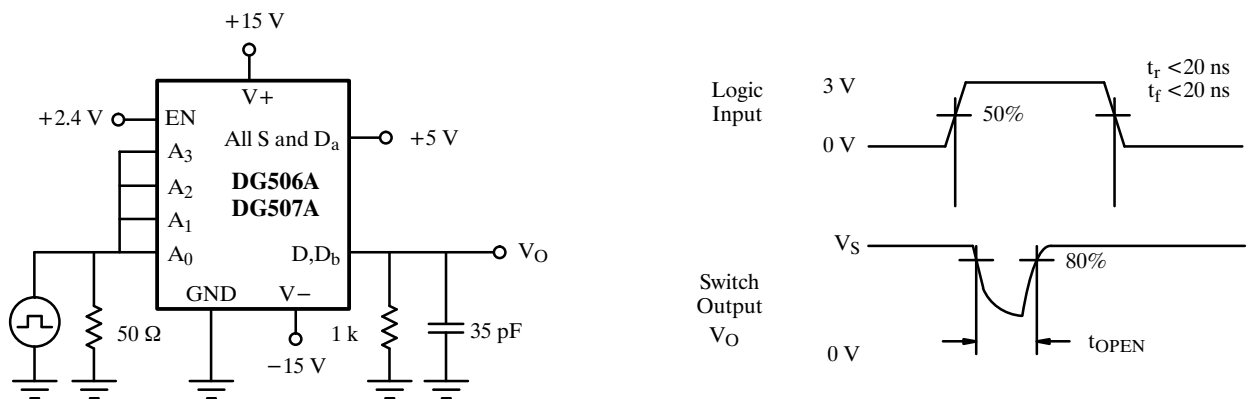 +15 V
V+
+2.4 V
EN
All S and Da
+5 V
A3
A2
DG506A
DG507A
A1
A0
D,Db
VO
GND
V−
50 Ω
1 k
35 pF
−15 V
Logic
Input
3 V
0 V
50%
tr <20 ns
tf <20 ns
VS
80%
Switch
Output
VO
0 V
tOPEN